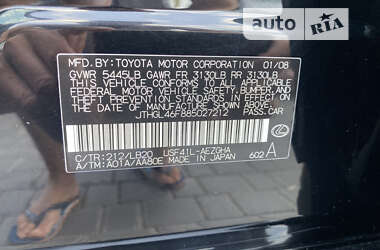 auto RIA
MFD. BY: TOYOTA MOTOR CORPORATION 01/08
GVWR 5445LB GAWR FR 3130LB RR 3130LB
THIS VEHICLE CONFORMS TO ALL APPLICABLE
FEDERAL MOTOR VEHICLE SAFETY, BUMPER, AND
THEFT PREVENTION STANDARDS IN EFFECT ON
THE DATE OF MANUFACTURE SHOWN ABOVE.
JTHGL46F885027212 PASS. CAR
C/TR: 212/LB20 USF41L-AEZGHA
A/TM: A01A/AA80E MADE IN JAPAN 602 A